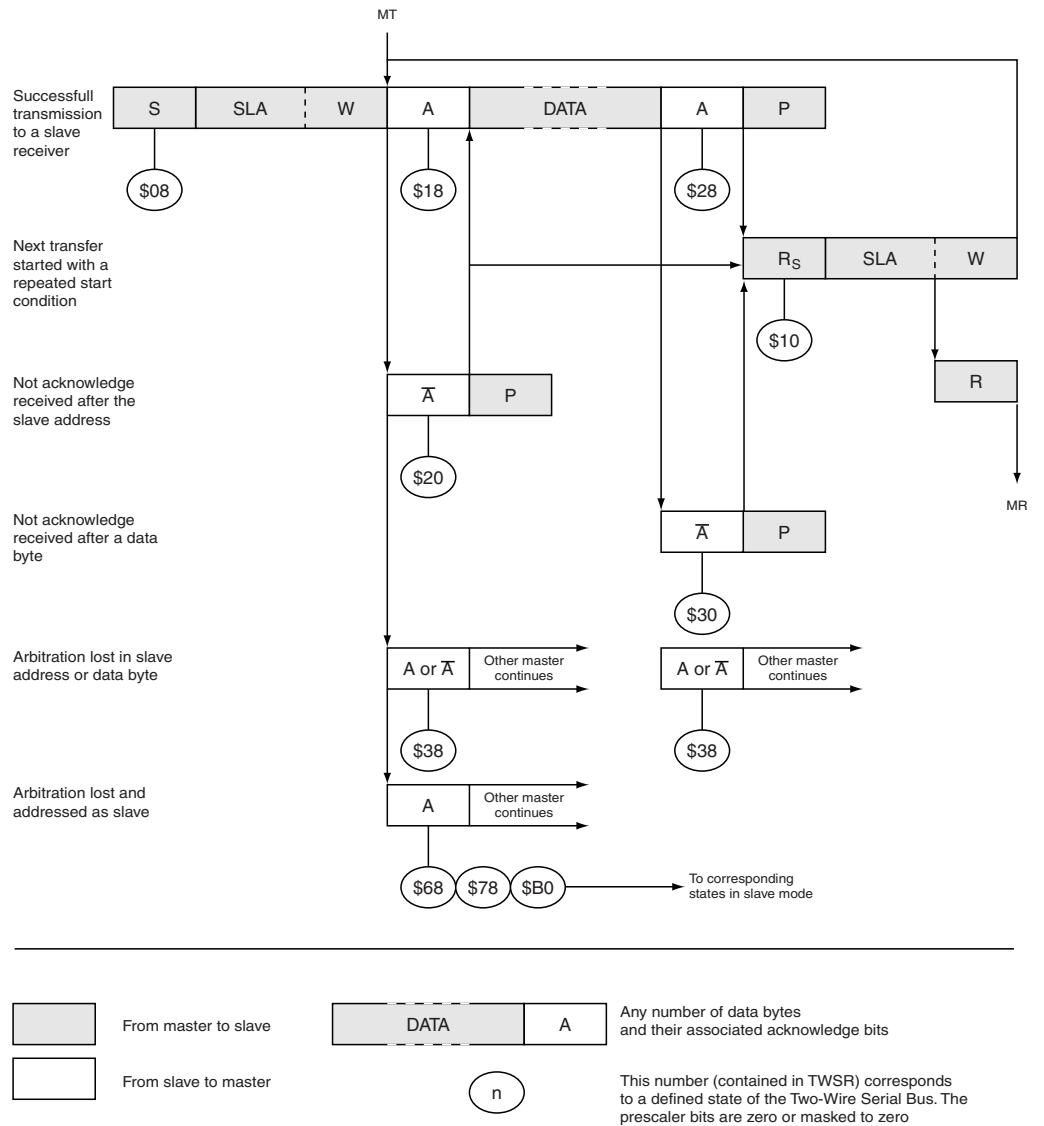 MT
Successfull
transmission
to a slave
receiver
S SLA W A DATA A P
$08 $18 $28
Next transfer
started with a
repeated start
condition
RS SLA W
$10
Not acknowledge
received after the
slave address
A̅ P
R
$20
MR
Not acknowledge
received after a data
byte
A̅ P
$30
Arbitration lost in slave
address or data byte
A or A̅
Other master
continues
A or A̅
Other master
continues
$38 $38
Arbitration lost and
addressed as slave
A
Other master
continues
$68 $78 $B0
To corresponding
states in slave mode
From master to slave
DATA A
Any number of data bytes
and their associated acknowledge bits
From slave to master
n
This number (contained in TWSR) corresponds
to a defined state of the Two-Wire Serial Bus. The
prescaler bits are zero or masked to zero